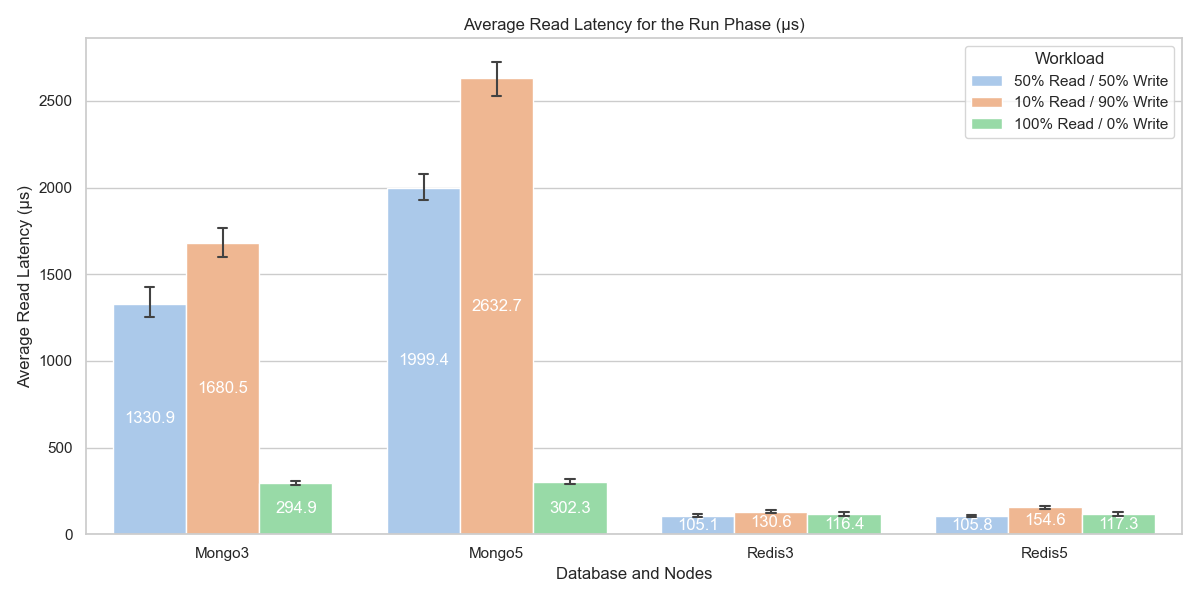 Average Read Latency for the Run Phase (µs)
Workload
50% Read / 50% Write
10% Read / 90% Write
100% Read / 0% Write
Average Read Latency (µs)
2500
2000
1500
1000
500
0
1330.9
1680.5
294.9
1999.4
2632.7
302.3
105.1
130.6
116.4
105.8
154.6
117.3
Mongo3
Mongo5
Redis3
Redis5
Database and Nodes